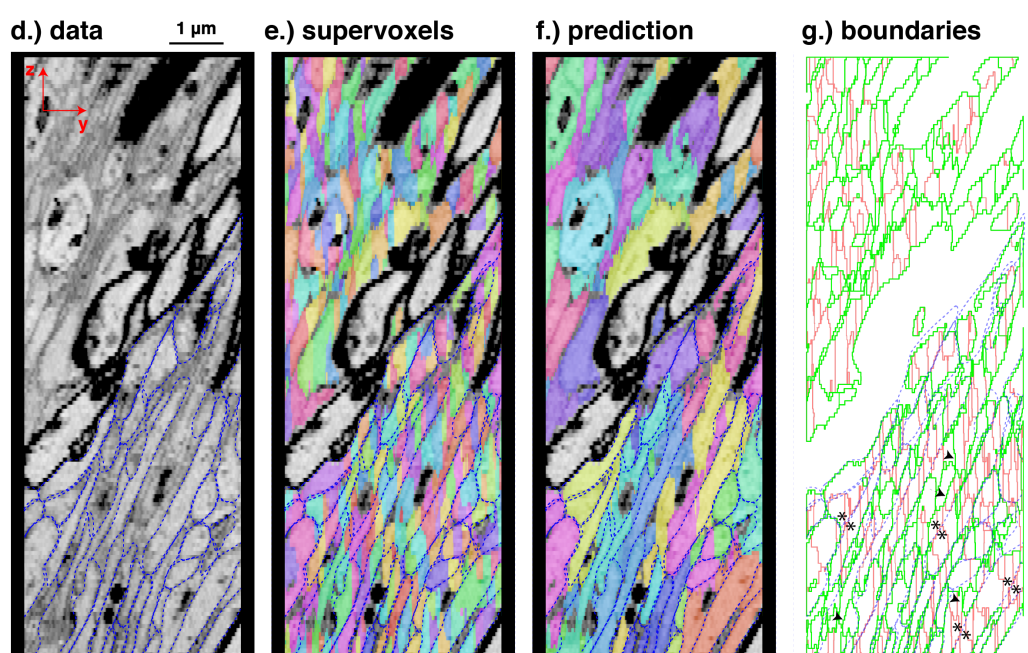 d.) data 1 µm e.) supervoxels f.) prediction g.) boundaries
z
y